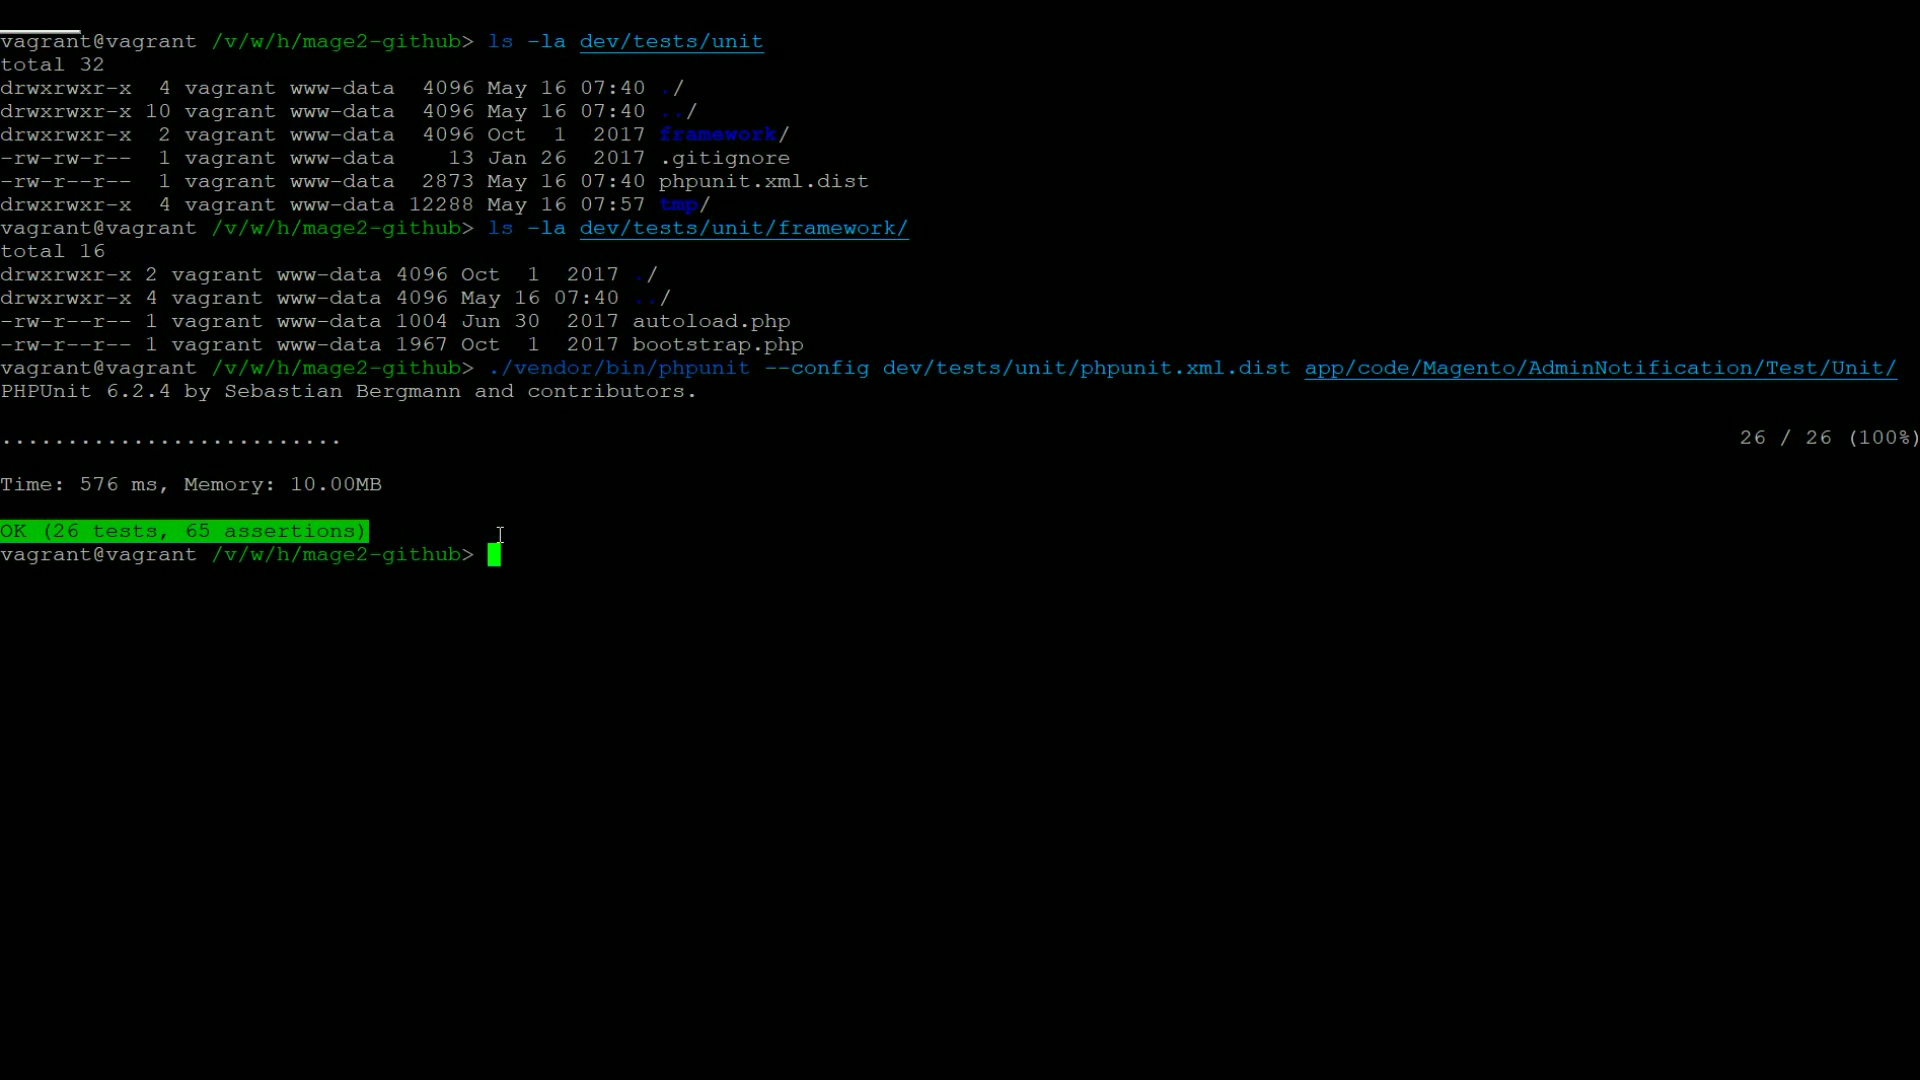 vagrant@vagrant /v/w/h/mage2-github> ls -la dev/tests/unit
total 32
drwxrwxr-x  4 vagrant www-data  4096 May 16 07:40 ./
drwxrwxr-x 10 vagrant www-data  4096 May 16 07:40 ../
drwxrwxr-x  2 vagrant www-data  4096 Oct  1  2017 framework/
-rw-rw-r--  1 vagrant www-data    13 Jan 26  2017 .gitignore
-rw-r--r--  1 vagrant www-data  2873 May 16 07:40 phpunit.xml.dist
drwxrwxr-x  4 vagrant www-data 12288 May 16 07:57 tmp/
vagrant@vagrant /v/w/h/mage2-github> ls -la dev/tests/unit/framework/
total 16
drwxrwxr-x 2 vagrant www-data 4096 Oct  1  2017 ./
drwxrwxr-x 4 vagrant www-data 4096 May 16 07:40 ../
-rw-r--r-- 1 vagrant www-data 1004 Jun 30  2017 autoload.php
-rw-r--r-- 1 vagrant www-data 1967 Oct  1  2017 bootstrap.php
vagrant@vagrant /v/w/h/mage2-github> ./vendor/bin/phpunit --config dev/tests/unit/phpunit.xml.dist app/code/Magento/AdminNotification/Test/Unit/
PHPUnit 6.2.4 by Sebastian Bergmann and contributors.
.......................... 26 / 26 (100%)
Time: 576 ms, Memory: 10.00MB
OK (26 tests, 65 assertions)
vagrant@vagrant /v/w/h/mage2-github>